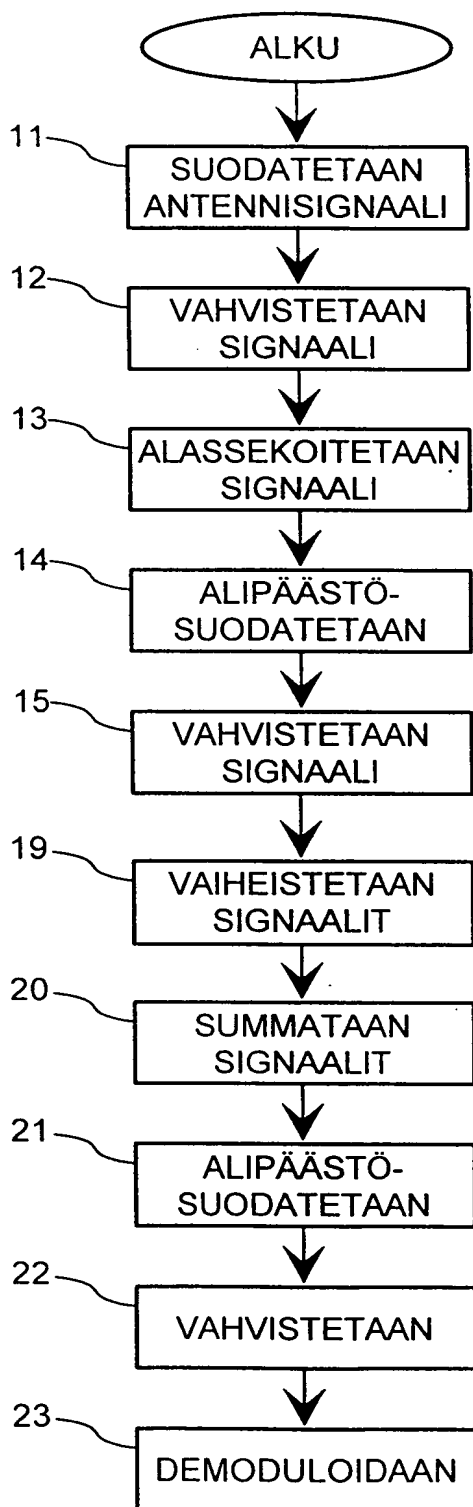 ALKU
11
SUODATETAAN
ANTENNISIGNAALI
12
VAHVISTETAAN
SIGNAALI
13
ALASSEKOITETAAN
SIGNAALI
14
ALIPÄÄSTÖ-
SUODATETAAN
15
VAHVISTETAAN
SIGNAALI
19
VAIHEISTETAAN
SIGNAALIT
20
SUMMATAAN
SIGNAALIT
21
ALIPÄÄSTÖ-
SUODATETAAN
22
VAHVISTETAAN
23
DEMODULOIDAAN